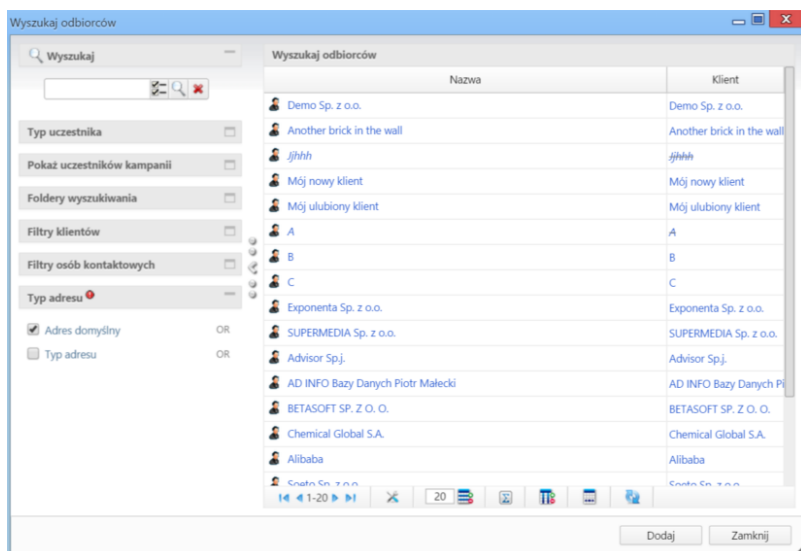 Wyszukaj odbiorców
Wyszukaj
Typ uczestnika
Pokaż uczestników kampanii
Foldery wyszukiwania
Filtry klientów
Filtry osób kontaktowych
Typ adresu
Adres domyślny OR
Typ adresu OR
Wyszukaj odbiorców
Nazwa Klient
Demo Sp. z o.o. Demo Sp. z o.o.
Another brick in the wall Another brick in the wall
Jjhhh Jjhhh
Mój nowy klient Mój nowy klient
Mój ulubiony klient Mój ulubiony klient
A A
B B
C C
Exponenta Sp. z o.o. Exponenta Sp. z o.o.
SUPERMEDIA Sp. z o.o. SUPERMEDIA Sp. z o.o.
Advisor Sp.j. Advisor Sp.j.
AD INFO Bazy Danych Piotr Małecki AD INFO Bazy Danych Pi
BETASOFT SP. Z O. O. BETASOFT SP. Z O. O.
Chemical Global S.A. Chemical Global S.A.
Alibaba Alibaba
Sp. z o.o. Sp. z o.o.
1-20 20
Dodaj Zamknij